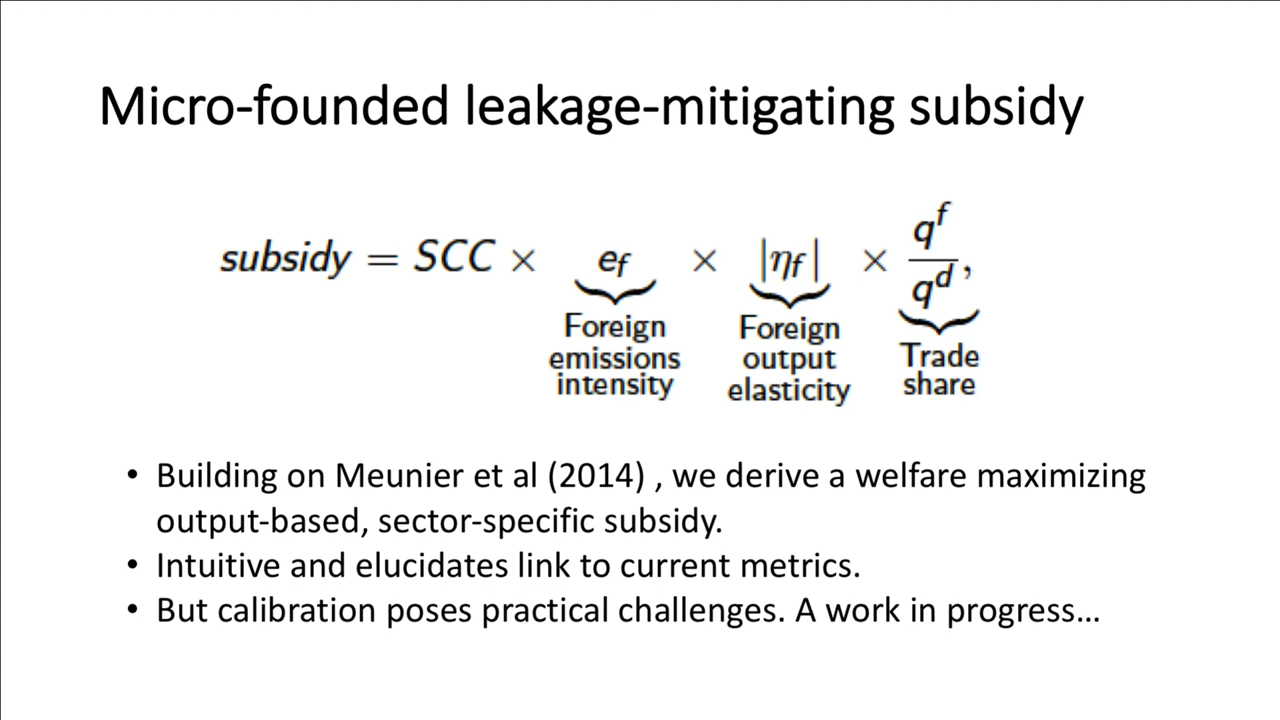 Micro-founded leakage-mitigating subsidy
subsidy = SCC × e_f × |η_f| × q^f / q^d,
Foreign emissions intensity
Foreign output elasticity
Trade share
• Building on Meunier et al (2014) , we derive a welfare maximizing
output-based, sector-specific subsidy.
• Intuitive and elucidates link to current metrics.
• But calibration poses practical challenges. A work in progress…